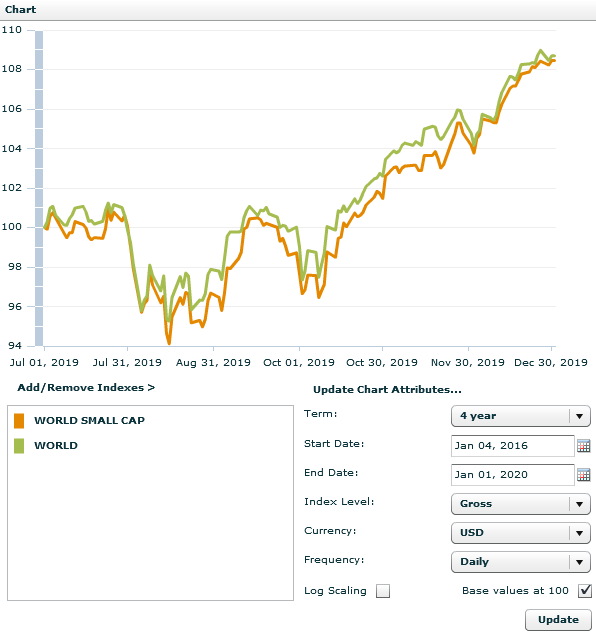 Chart
110
108
106
104
102
100
98
96
94
Jul 01, 2019 Jul 31, 2019 Aug 31, 2019 Oct 01, 2019 Oct 30, 2019 Nov 30, 2019 Dec 30, 2019
Add/Remove Indexes >
WORLD SMALL CAP
WORLD
Update Chart Attributes...
Term: 4 year
Start Date: Jan 04, 2016
End Date: Jan 01, 2020
Index Level: Gross
Currency: USD
Frequency: Daily
Log Scaling Base values at 100
Update